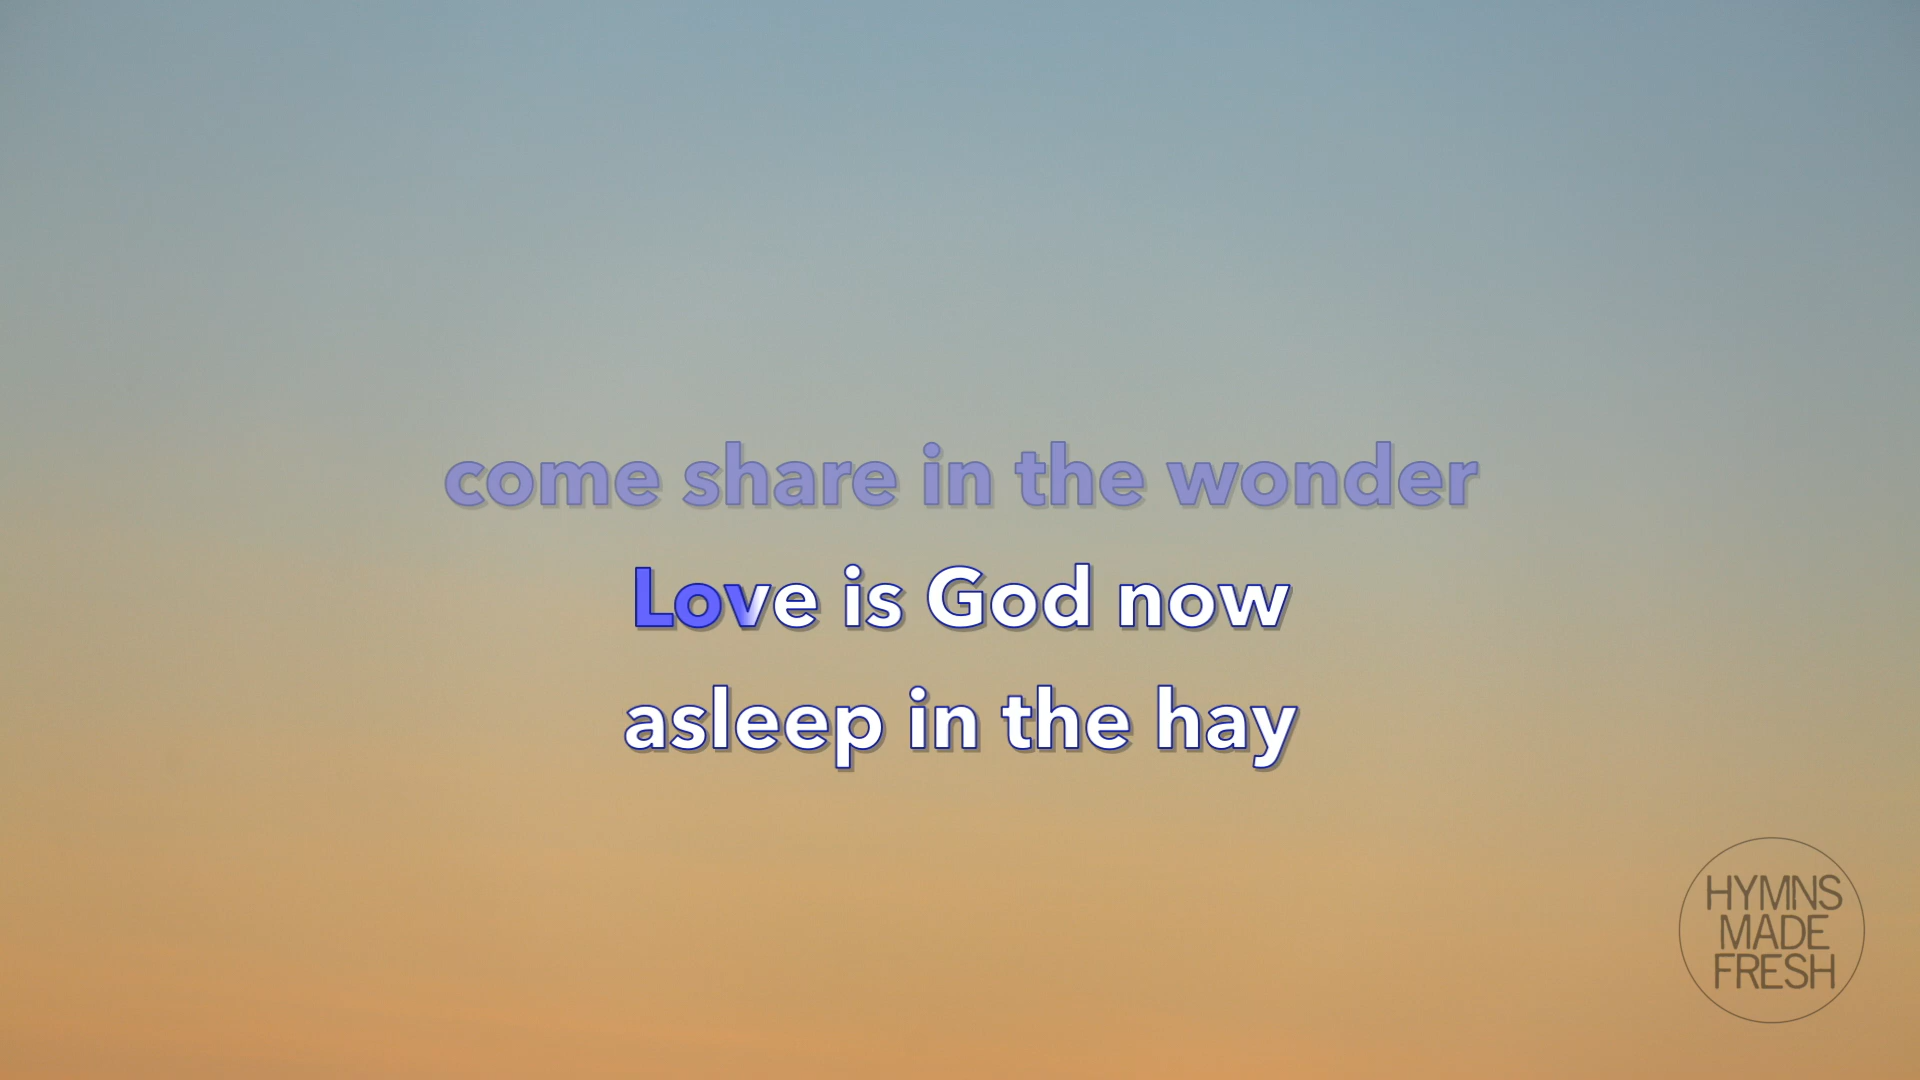 come share in the wonder
Love is God now
asleep in the hay
HYMNS
MADE
FRESH